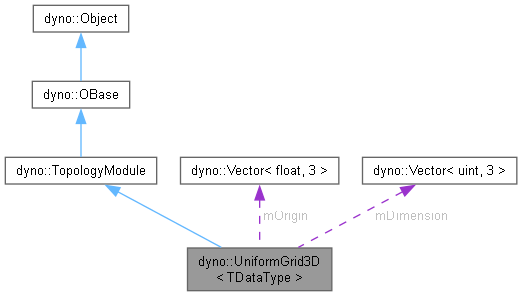 dyno::Object
dyno::OBase
dyno::TopologyModule
dyno::Vector< float, 3 >
dyno::Vector< uint, 3 >
mOrigin
mDimension
dyno::UniformGrid3D
< TDataType >